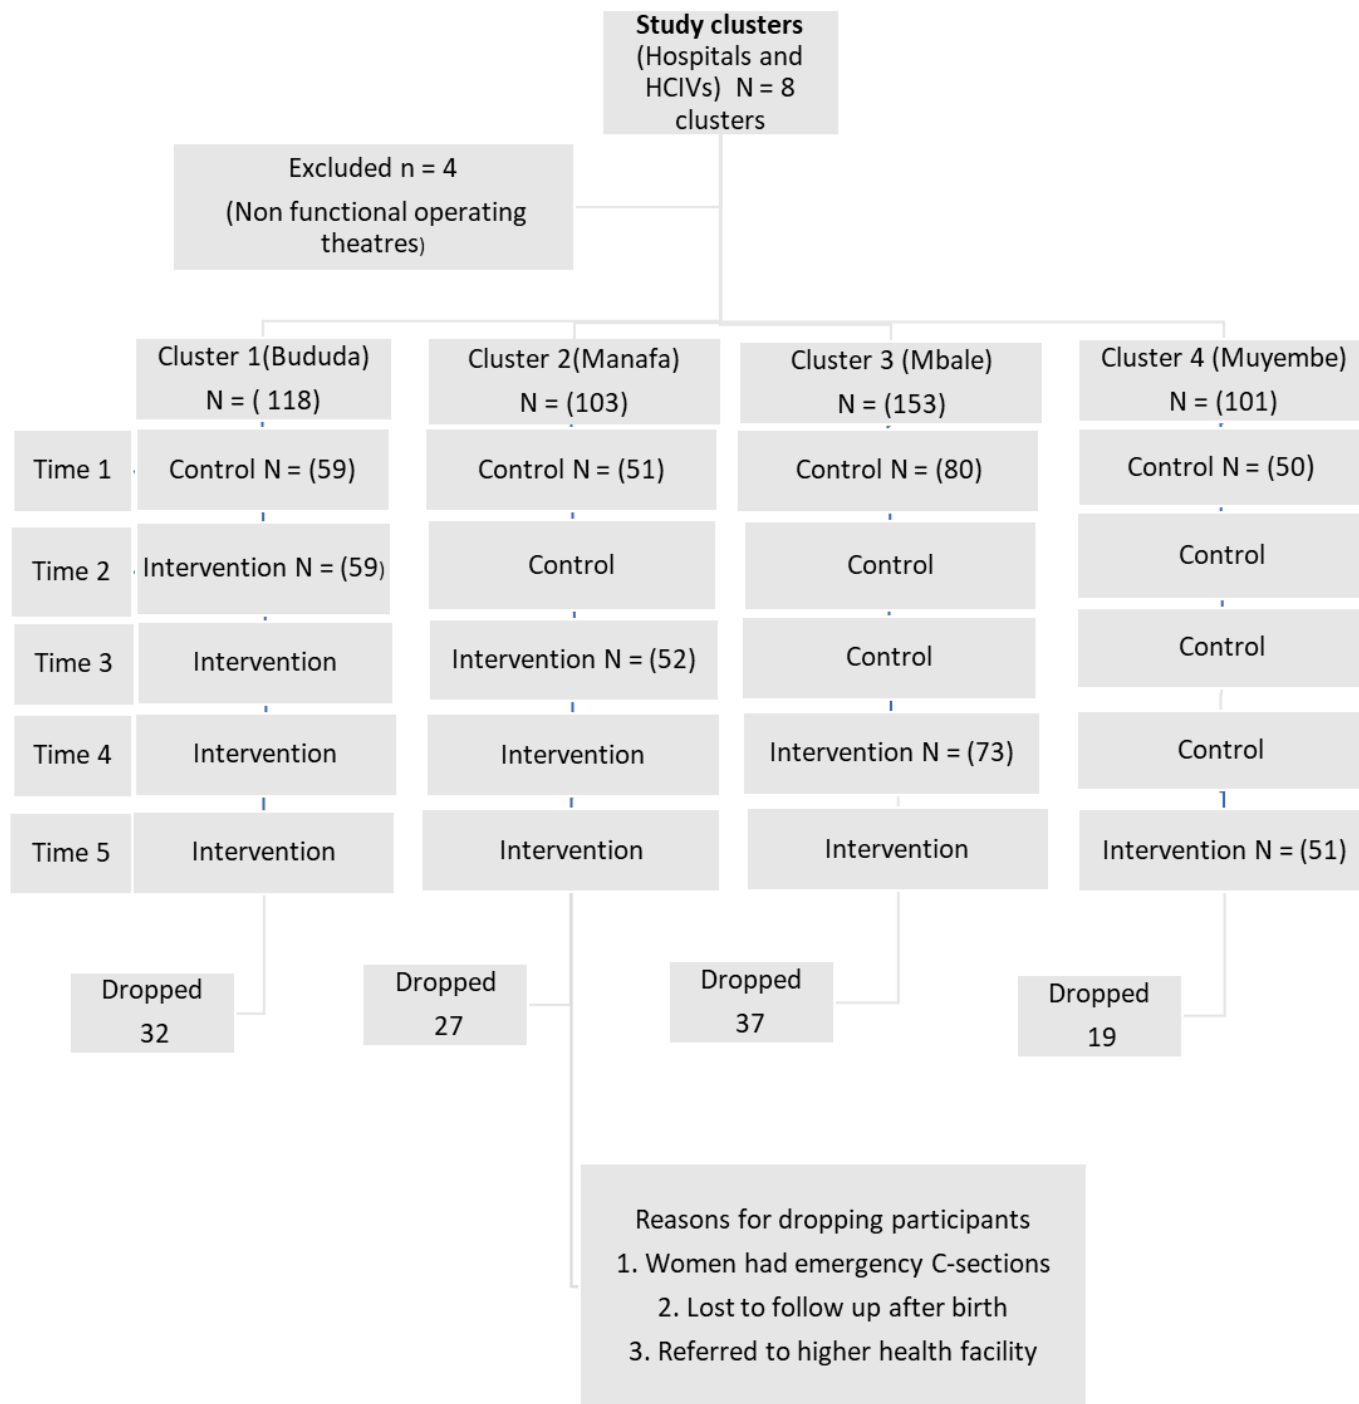 Study clusters
(Hospitals and
HCIVs)  N = 8
clusters
Excluded n = 4
(Non functional operating
theatres)
Cluster 1(Bududa)
N = ( 118)
Cluster 2(Manafa)
N = (103)
Cluster 3 (Mbale)
N = (153)
Cluster 4 (Muyembe)
N = (101)
Time 1
Control N = (59)
Control N = (51)
Control N = (80)
Control N = (50)
Time 2
Intervention N = (59)
Control
Control
Control
Time 3
Intervention
Intervention N = (52)
Control
Control
Time 4
Intervention
Intervention
Intervention N = (73)
Control
Time 5
Intervention
Intervention
Intervention
Intervention N = (51)
Dropped
32
Dropped
27
Dropped
37
Dropped
19
Reasons for dropping participants
1. Women had emergency C-sections
2. Lost to follow up after birth
3. Referred to higher health facility